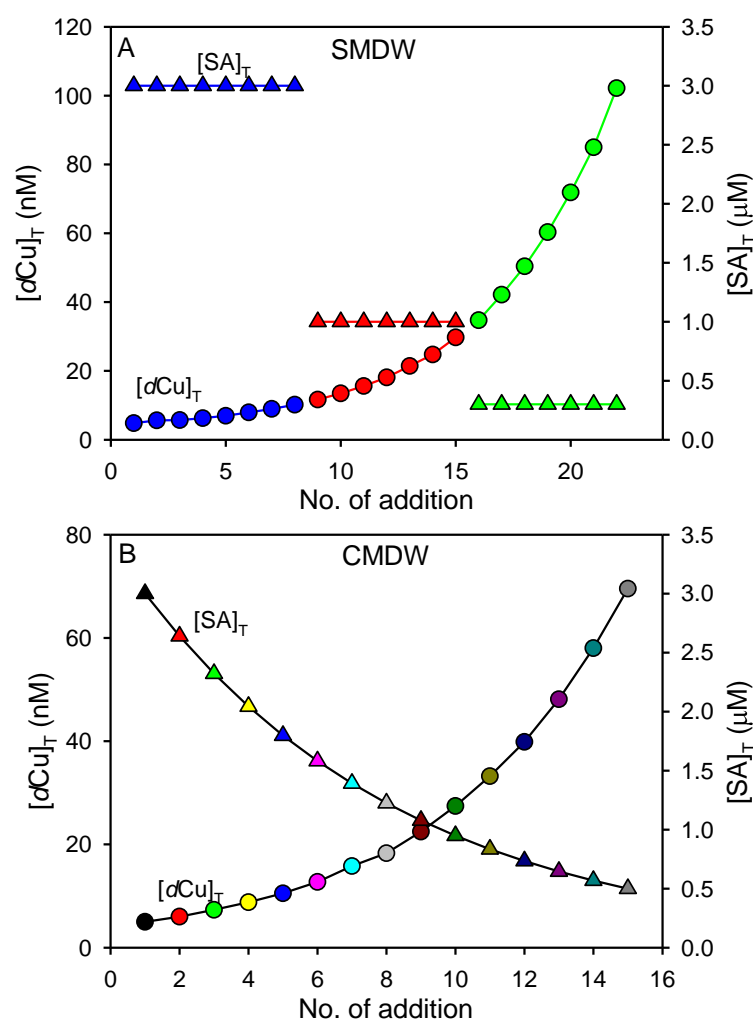 A
SMDW
[SA]T
[dCu]T
120
100
80
60
40
20
0
[dCu]T (nM)
3.5
3.0
2.5
2.0
1.5
1.0
0.5
0.0
[SA]T (μM)
0 5 10 15 20
No. of addition
B
CMDW
[SA]T
[dCu]T
80
60
40
20
0
[dCu]T (nM)
3.5
3.0
2.5
2.0
1.5
1.0
0.5
0.0
[SA]T (μM)
0 2 4 6 8 10 12 14 16
No. of addition